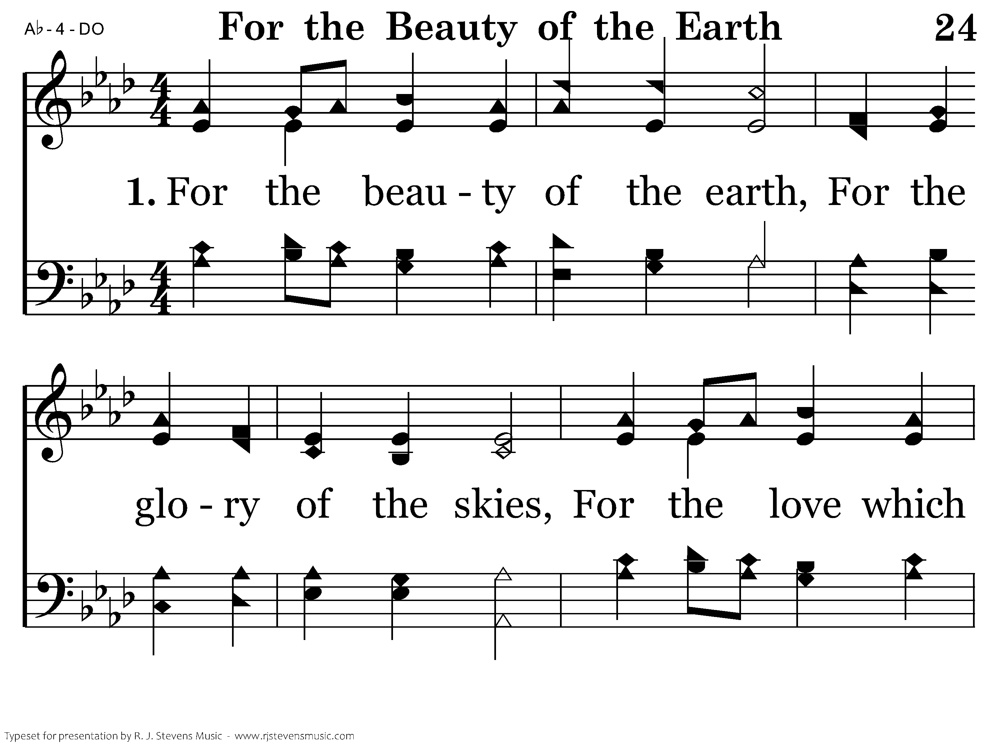 A♭ - 4 - DO For the Beauty of the Earth 24
1. For the beau - ty of the earth, For the
glo - ry of the skies, For the love which
Typeset for presentation by R. J. Stevens Music - www.rjstevensmusic.com